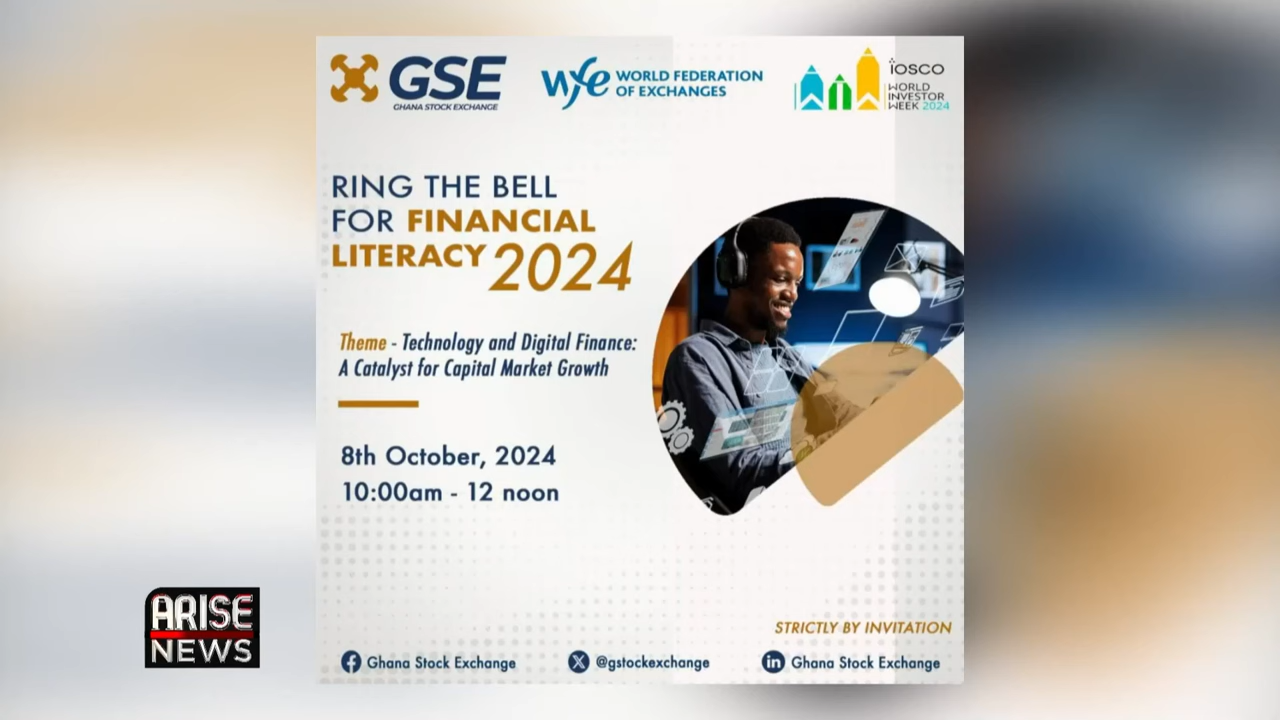 GSE
GHANA STOCK EXCHANGE
wfe WORLD FEDERATION
OF EXCHANGES
iOSCO
WORLD
INVESTOR
WEEK 2024
RING THE BELL
FOR FINANCIAL
LITERACY 2024
Theme - Technology and Digital Finance:
A Catalyst for Capital Market Growth
8th October, 2024
10:00am - 12 noon
STRICTLY BY INVITATION
Ghana Stock Exchange
@gstockexchange
Ghana Stock Exchange
ARISE
NEWS